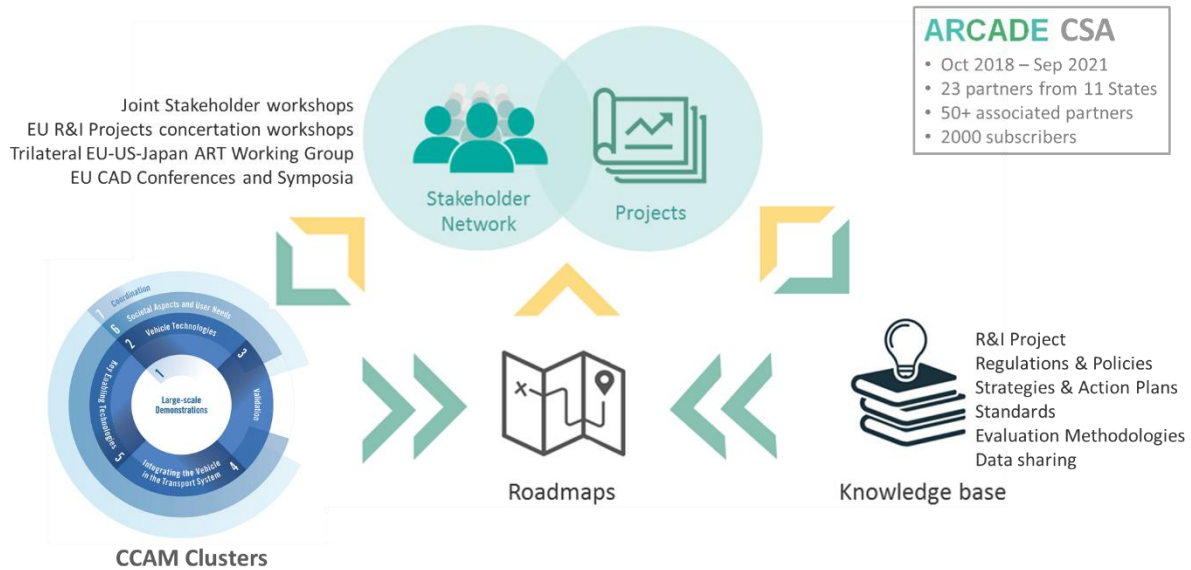 ARCADE CSA
• Oct 2018 – Sep 2021
• 23 partners from 11 States
• 50+ associated partners
• 2000 subscribers
Joint Stakeholder workshops
EU R&I Projects concertation workshops
Trilateral EU-US-Japan ART Working Group
EU CAD Conferences and Symposia
Stakeholder
Network
Projects
7 Coordination
6 Societal Aspects and User Needs
2 Vehicle Technologies
3 Validation
1
Large-scale
Demonstrations
Key Enabling Technologies 5
Integrating the Vehicle
in the Transport System 4
CCAM Clusters
Roadmaps
R&I Project
Regulations & Policies
Strategies & Action Plans
Standards
Evaluation Methodologies
Data sharing
Knowledge base